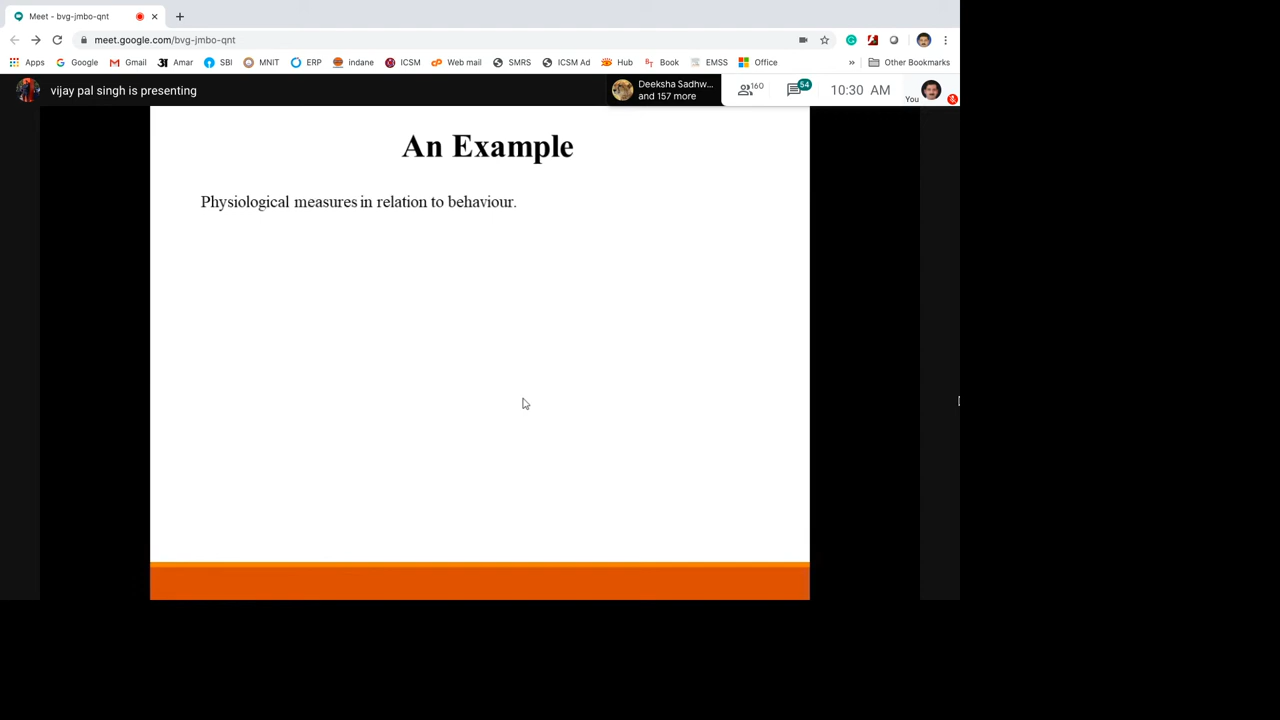 Meet - bvg-jmbo-qnt
meet.google.com/bvg-jmbo-qnt
Apps Google Gmail Amar SBI MNIT ERP indane ICSM Web mail SMRS ICSM Ad Hub Book EMSS Office » Other Bookmarks
vijay pal singh is presenting
Deeksha Sadhw...
and 157 more
160
54
10:30 AM
You
An Example
Physiological measures in relation to behaviour.